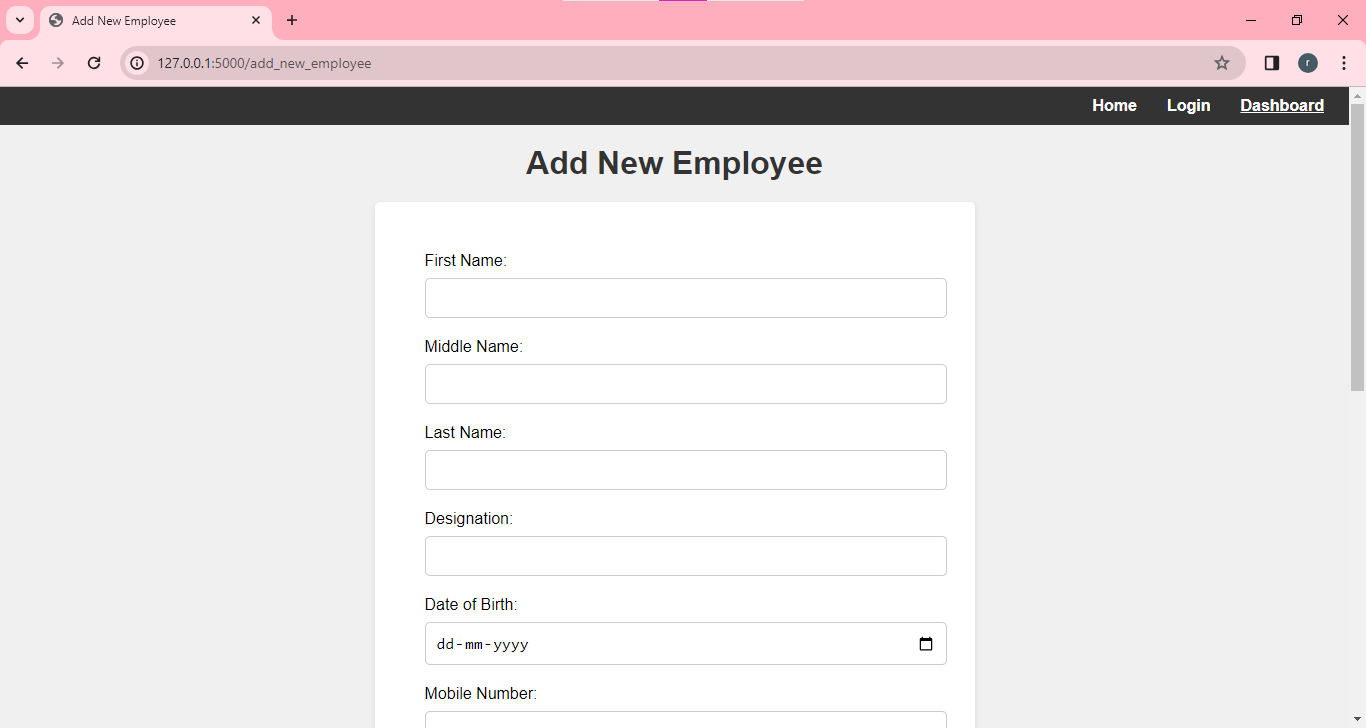 Add New Employee
127.0.0.1:5000/add_new_employee
r
Home Login Dashboard
Add New Employee
First Name:
Middle Name:
Last Name:
Designation:
Date of Birth:
dd-mm-yyyy
Mobile Number: